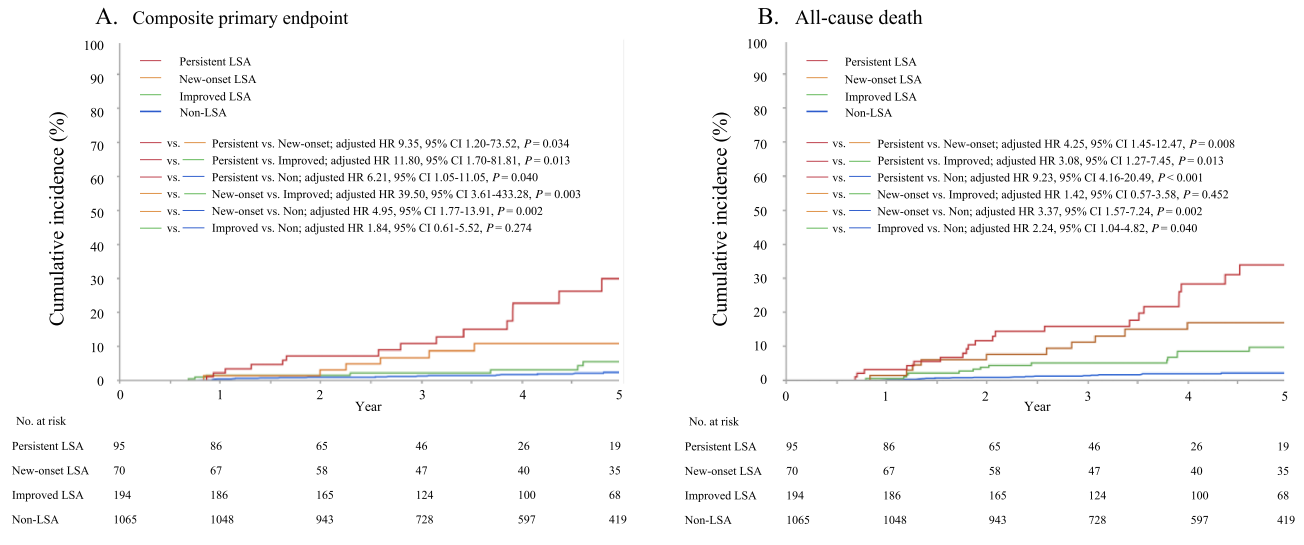 A. Composite primary endpoint
100
90
80
70
60
50
40
30
20
10
0
Cumulative incidence (%)
Persistent LSA
New-onset LSA
Improved LSA
Non-LSA
vs. Persistent vs. New-onset; adjusted HR 9.35, 95% CI 1.20-73.52, P = 0.034
vs. Persistent vs. Improved; adjusted HR 11.80, 95% CI 1.70-81.81, P = 0.013
vs. Persistent vs. Non; adjusted HR 6.21, 95% CI 1.05-11.05, P = 0.040
vs. New-onset vs. Improved; adjusted HR 39.50, 95% CI 3.61-433.28, P = 0.003
vs. New-onset vs. Non; adjusted HR 4.95, 95% CI 1.77-13.91, P = 0.002
vs. Improved vs. Non; adjusted HR 1.84, 95% CI 0.61-5.52, P = 0.274
0 1 2 3 4 5
Year
No. at risk
Persistent LSA 95 86 65 46 26 19
New-onset LSA 70 67 58 47 40 35
Improved LSA 194 186 165 124 100 68
Non-LSA 1065 1048 943 728 597 419
B. All-cause death
100
90
80
70
60
50
40
30
20
10
0
Cumulative incidence (%)
Persistent LSA
New-onset LSA
Improved LSA
Non-LSA
vs. Persistent vs. New-onset; adjusted HR 4.25, 95% CI 1.45-12.47, P = 0.008
vs. Persistent vs. Improved; adjusted HR 3.08, 95% CI 1.27-7.45, P = 0.013
vs. Persistent vs. Non; adjusted HR 9.23, 95% CI 4.16-20.49, P < 0.001
vs. New-onset vs. Improved; adjusted HR 1.42, 95% CI 0.57-3.58, P = 0.452
vs. New-onset vs. Non; adjusted HR 3.37, 95% CI 1.57-7.24, P = 0.002
vs. Improved vs. Non; adjusted HR 2.24, 95% CI 1.04-4.82, P = 0.040
0 1 2 3 4 5
Year
No. at risk
Persistent LSA 95 86 65 46 26 19
New-onset LSA 70 67 58 47 40 35
Improved LSA 194 186 165 124 100 68
Non-LSA 1065 1048 943 728 597 419